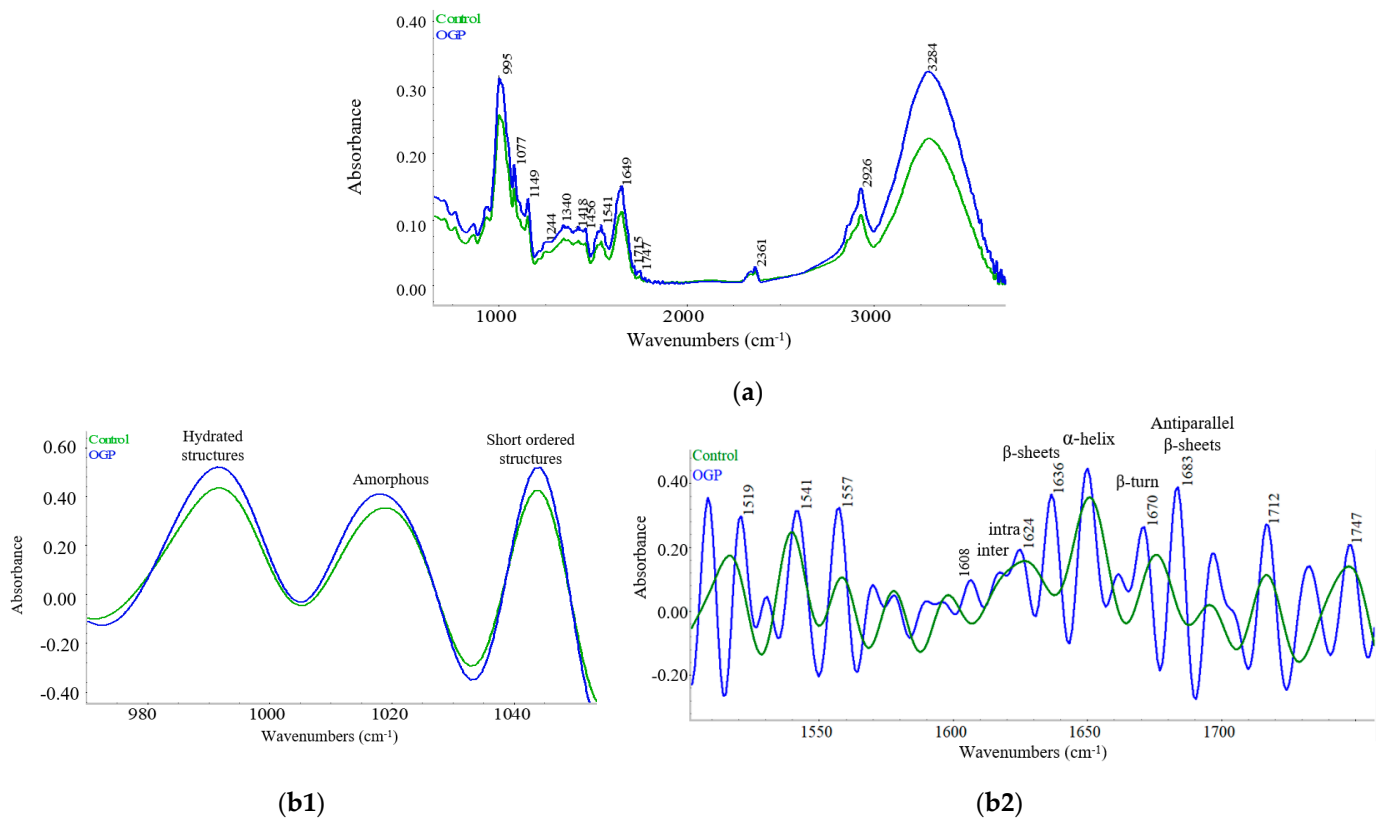 Control
OGP
0.40
0.30
0.20
0.10
0.00
Absorbance
995
1077
1149
1244
1340
1418
1456
1541
1649
1715
1747
2361
2926
3284
1000
2000
3000
Wavenumbers (cm-1)
(a)
Control
OGP
0.60
0.40
0.20
0.00
-0.20
-0.40
Absorbance
Hydrated
structures
Amorphous
Short ordered
structures
980
1000
1020
1040
Wavenumbers (cm-1)
(b1)
Control
OGP
0.40
0.20
0.00
-0.20
Absorbance
1519
1541
1557
1608
inter
intra
1624
β-sheets
1636
α-helix
β-turn
1670
Antiparallel
β-sheets
1683
1712
1747
1550
1600
1650
1700
Wavenumbers (cm-1)
(b2)